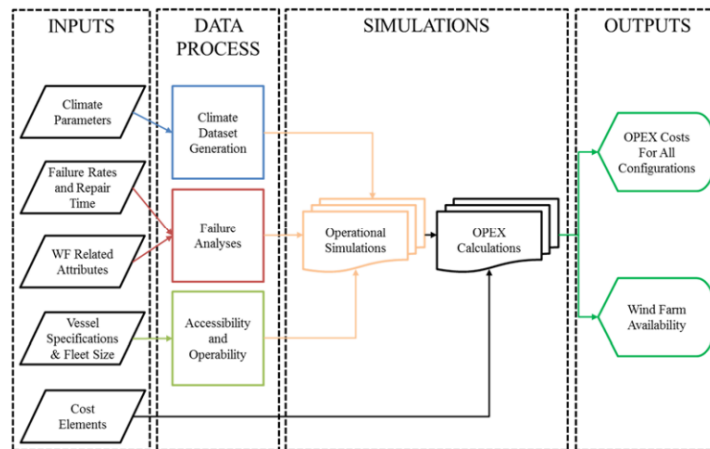 INPUTS
DATA
PROCESS
SIMULATIONS
OUTPUTS
Climate
Parameters
Climate
Dataset
Generation
OPEX Costs
For All
Configurations
Failure Rates
and Repair
Time
Failure
Analyses
Operational
Simulations
OPEX
Calculations
WF Related
Attributes
Vessel
Specifications
& Fleet Size
Accessibility
and
Operability
Wind Farm
Availability
Cost
Elements